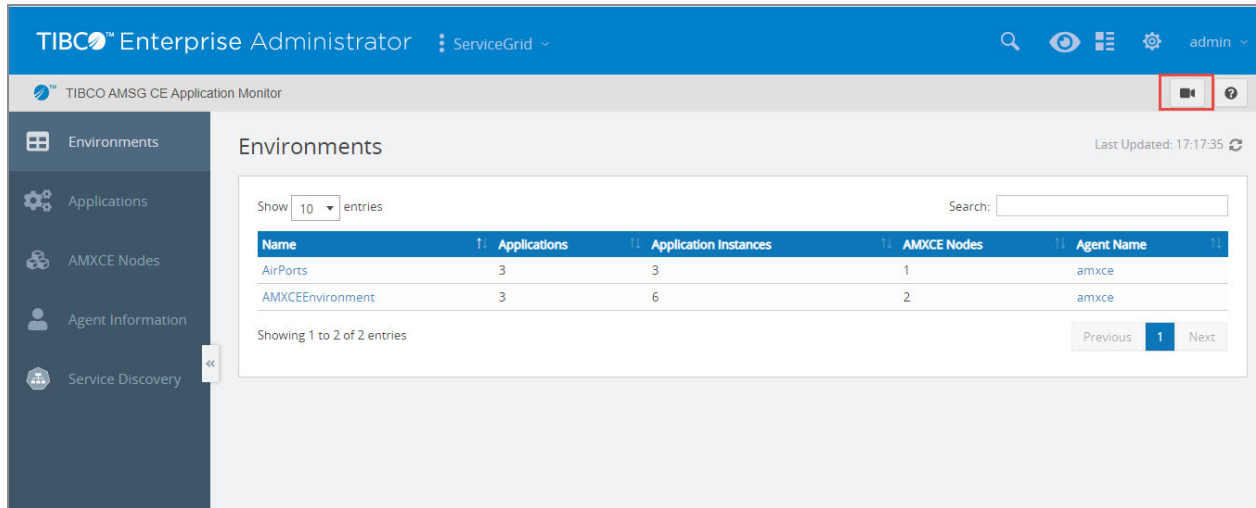 TIBCO™ Enterprise Administrator ServiceGrid admin
TIBCO AMSG CE Application Monitor
Environments
Applications
AMXCE Nodes
Agent Information
Service Discovery
Environments
Last Updated: 17:17:35
Show 10 entries
Search:
Name Applications Application Instances AMXCE Nodes Agent Name
AirPorts 3 3 1 amxce
AMXCEEnvironment 3 6 2 amxce
Showing 1 to 2 of 2 entries
Previous 1 Next